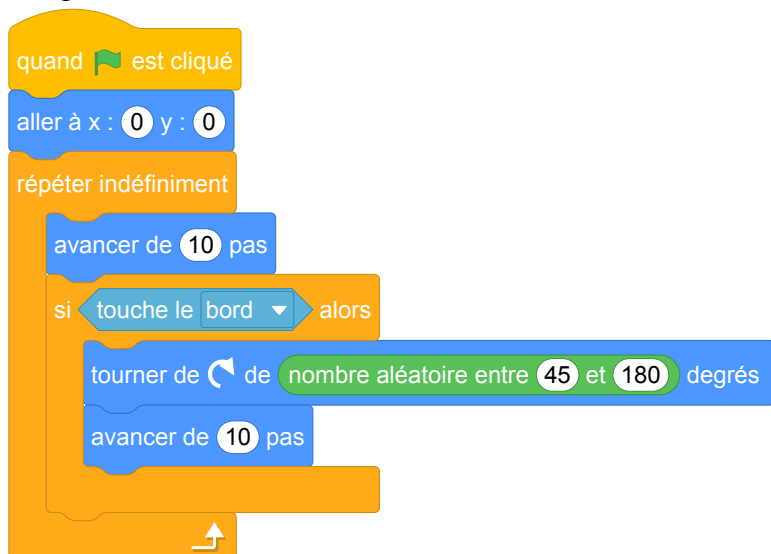 quand est cliqué
aller à x : 0 y : 0
répéter indéfiniment
avancer de 10 pas
si touche le bord alors
tourner de de nombre aléatoire entre 45 et 180 degrés
avancer de 10 pas